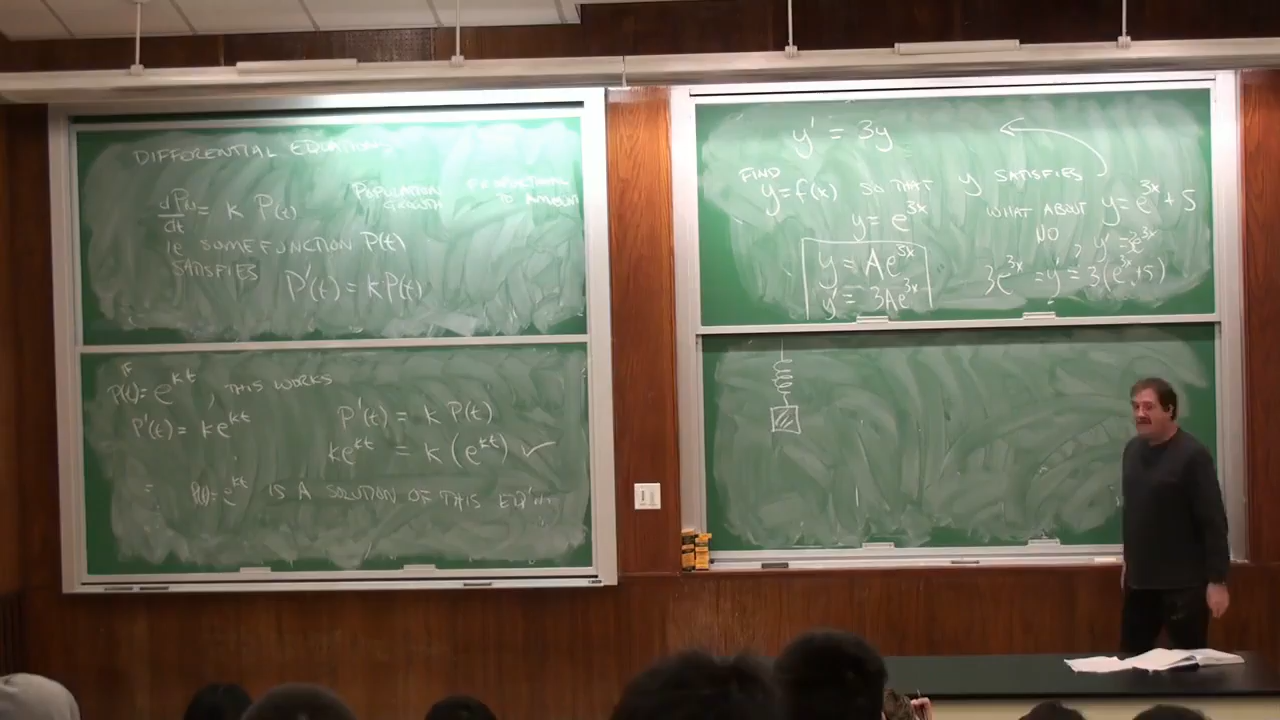 DIFFERENTIAL EQUATIONS
POPULATION GROWTH
PROPORTIONAL TO AMOUNT
dP(t)/dt = k P(t)
IE SOME FUNCTION P(t)
SATISFIES P'(t) = kP(t)
IF
P(t) = e^{kt}, THIS WORKS
P'(t) = ke^{kt}
P'(t) = k P(t)
ke^{kt} = k(e^{kt}) ✓
P(t)=e^{kt} IS A SOLUTION OF THIS EQ'N
y' = 3y
FIND
y=f(x) SO THAT y SATISFIES
y = e^{3x}
y = Ae^{3x}
y' = 3Ae^{3x}
WHAT ABOUT y = e^{3x}+5
NO
y' = 3e^{3x}
3e^{3x} = y' ?= 3(e^{3x}+5)